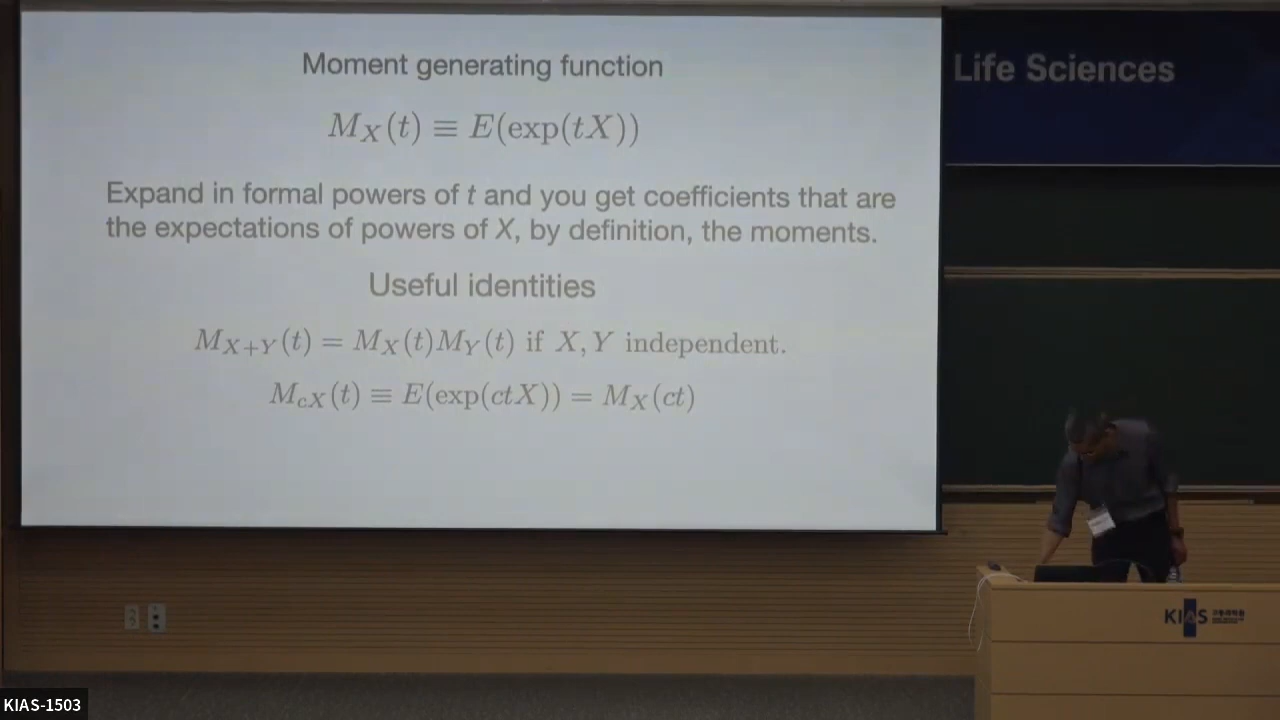 Moment generating function
M_X(t) ≡ E(exp(tX))
Expand in formal powers of t and you get coefficients that are
the expectations of powers of X, by definition, the moments.
Useful identities
M_{X+Y}(t) = M_X(t)M_Y(t) if X, Y independent.
M_{cX}(t) ≡ E(exp(ctX)) = M_X(ct)
Life Sciences
KIAS
KIAS-1503